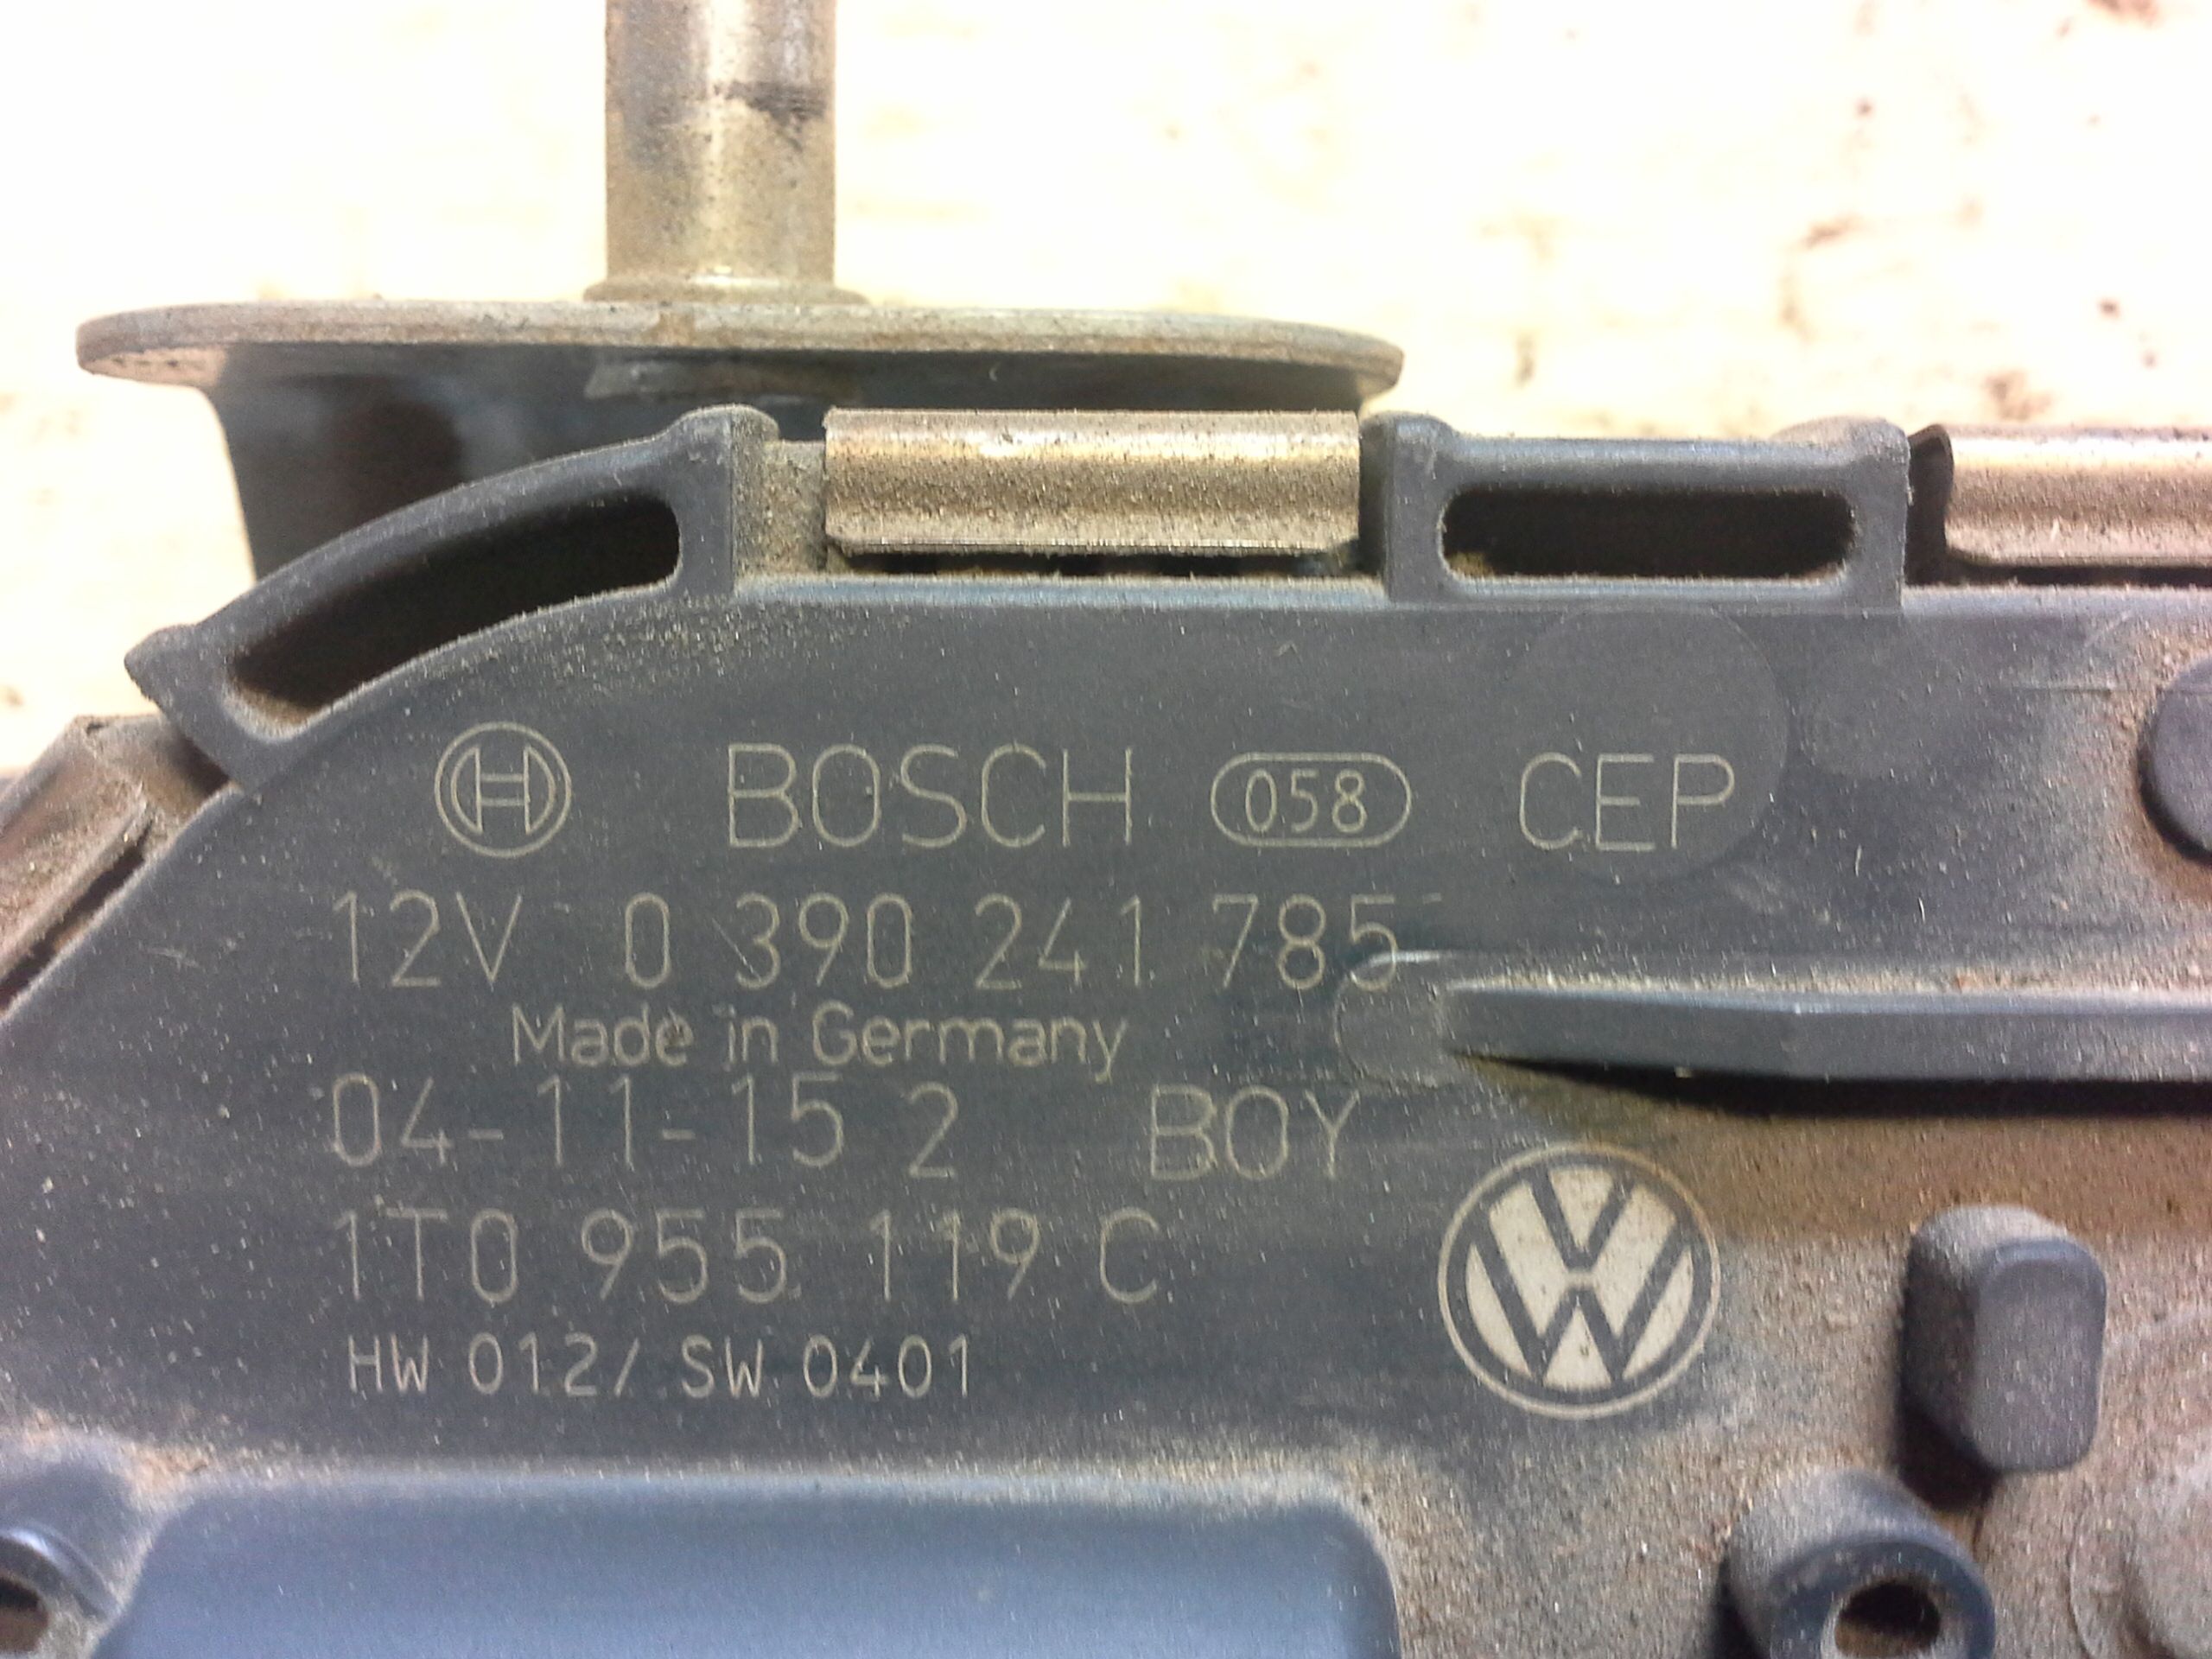 BOSCH 058 CEP
12V 0 390 241 785
Made in Germany
04-11-15 2 BOY
1T0 955 119 C
HW 012/ SW 0401